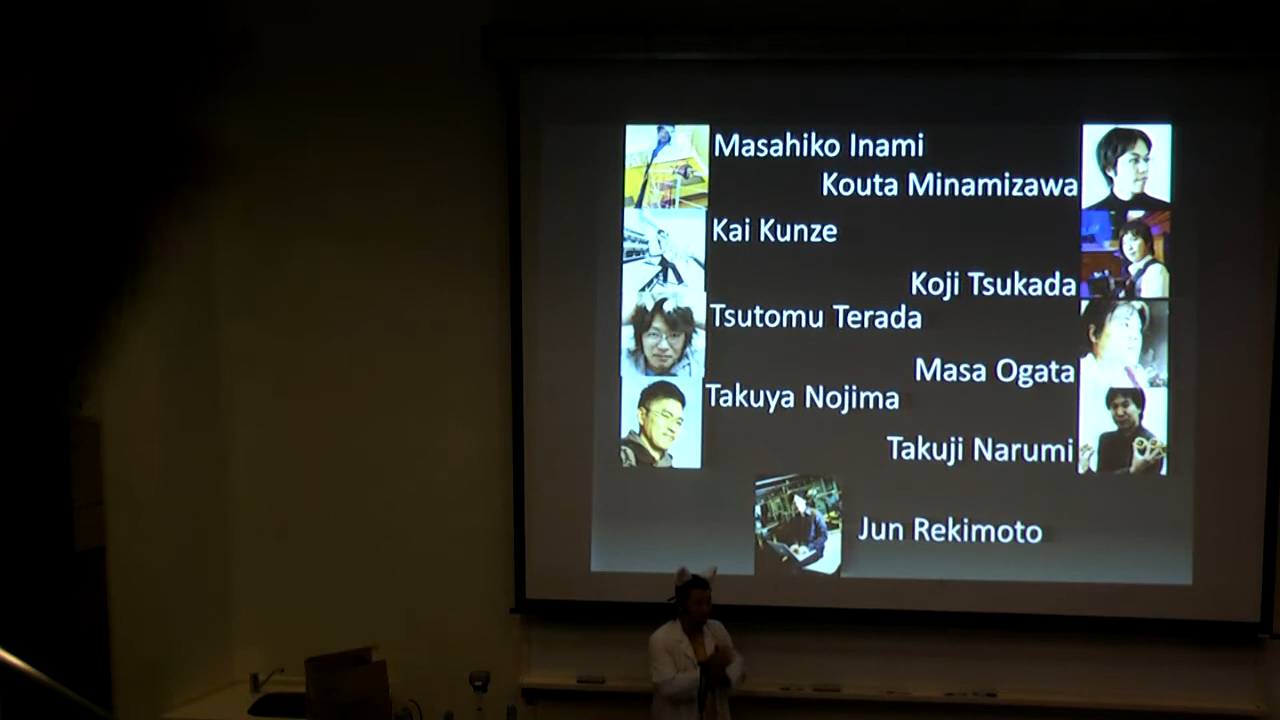 Masahiko Inami
Kouta Minamizawa
Kai Kunze
Koji Tsukada
Tsutomu Terada
Masa Ogata
Takuya Nojima
Takuji Narumi
Jun Rekimoto